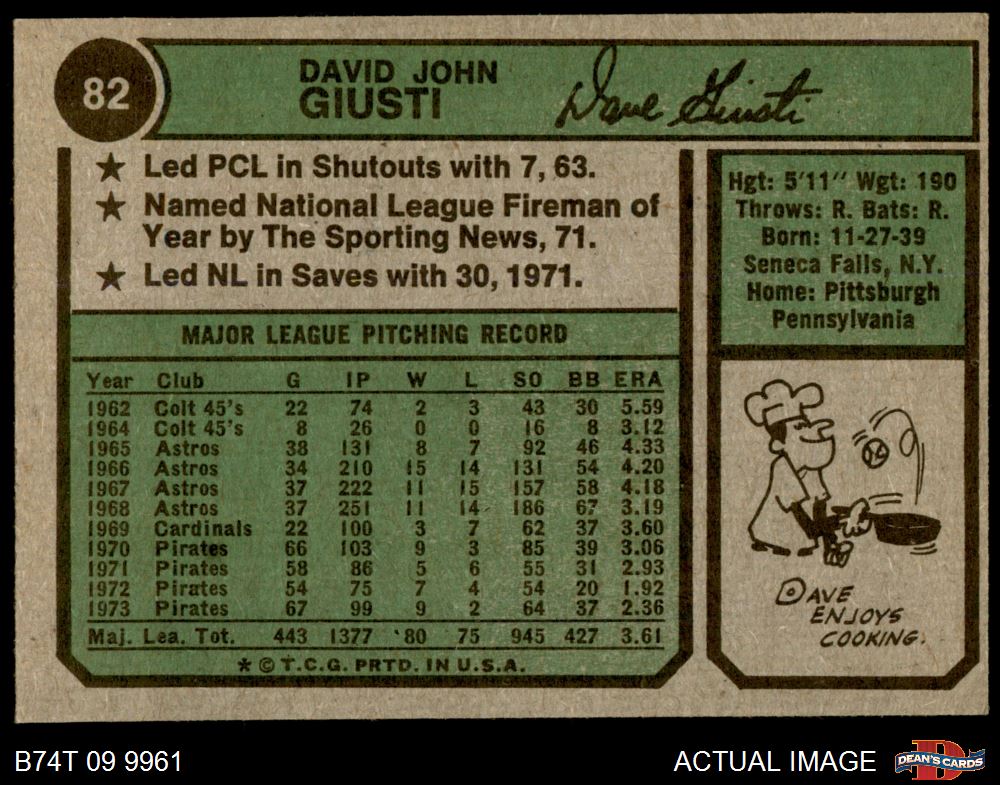 82
DAVID JOHN
GIUSTI
Dave Giusti
★ Led PCL in Shutouts with 7, 63.
★ Named National League Fireman of
Year by The Sporting News, 71.
★ Led NL in Saves with 30, 1971.
Hgt: 5'11" Wgt: 190
Throws: R. Bats: R.
Born: 11-27-39
Seneca Falls, N.Y.
Home: Pittsburgh
Pennsylvania
MAJOR LEAGUE PITCHING RECORD
Year Club G IP W L SO BB ERA
1962 Colt 45's 22 74 2 3 43 30 5.59
1964 Colt 45's 8 26 0 0 16 8 3.12
1965 Astros 38 131 8 7 92 46 4.33
1966 Astros 34 210 15 14 131 54 4.20
1967 Astros 37 222 11 15 157 58 4.18
1968 Astros 37 251 11 14 186 67 3.19
1969 Cardinals 22 100 3 7 62 37 3.60
1970 Pirates 66 103 9 3 85 39 3.06
1971 Pirates 58 86 5 6 55 31 2.93
1972 Pirates 54 75 7 4 54 20 1.92
1973 Pirates 67 99 9 2 64 37 2.36
Maj. Lea. Tot. 443 1377 80 75 945 427 3.61
* © T.C.G. PRTD. IN U.S.A.
DAVE
ENJOYS
COOKING.
B74T 09 9961
ACTUAL IMAGE
DEAN'S CARDS